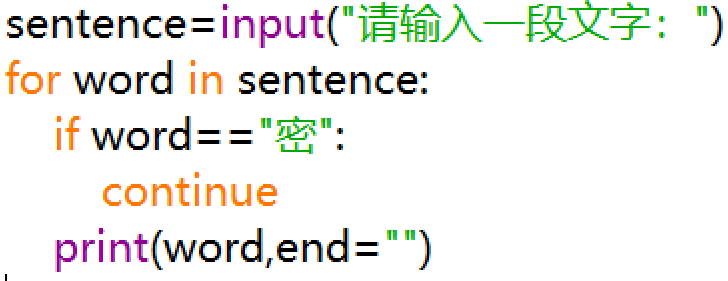 sentence=input("请输入一段文字：")
for word in sentence:
    if word=="密":
        continue
    print(word,end="")